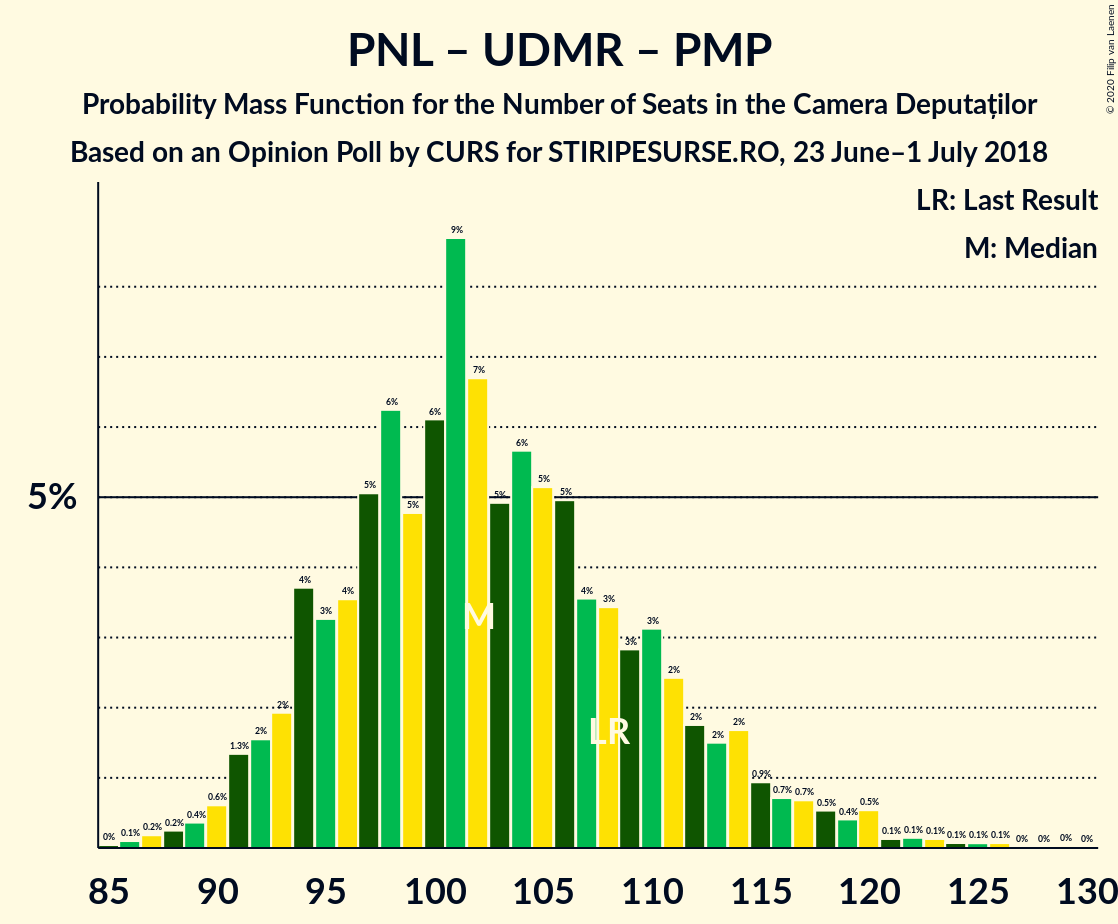 PNL – UDMR – PMP
Probability Mass Function for the Number of Seats in the Camera Deputaților
Based on an Opinion Poll by CURS for STIRIPESURSE.RO, 23 June–1 July 2018
© 2020 Filip van Laenen
LR: Last Result
M: Median
5%
0% 0.1% 0.2% 0.2% 0.4% 0.6% 1.3% 2% 2% 4% 3% 4% 5% 6% 5% 6% 9% 7% 5% 6% 5% 5% 4% 3% 3% 3% 2% 2% 2% 2% 0.9% 0.7% 0.7% 0.5% 0.4% 0.5% 0.1% 0.1% 0.1% 0.1% 0.1% 0.1% 0% 0% 0% 0%
M
LR
85 90 95 100 105 110 115 120 125 130